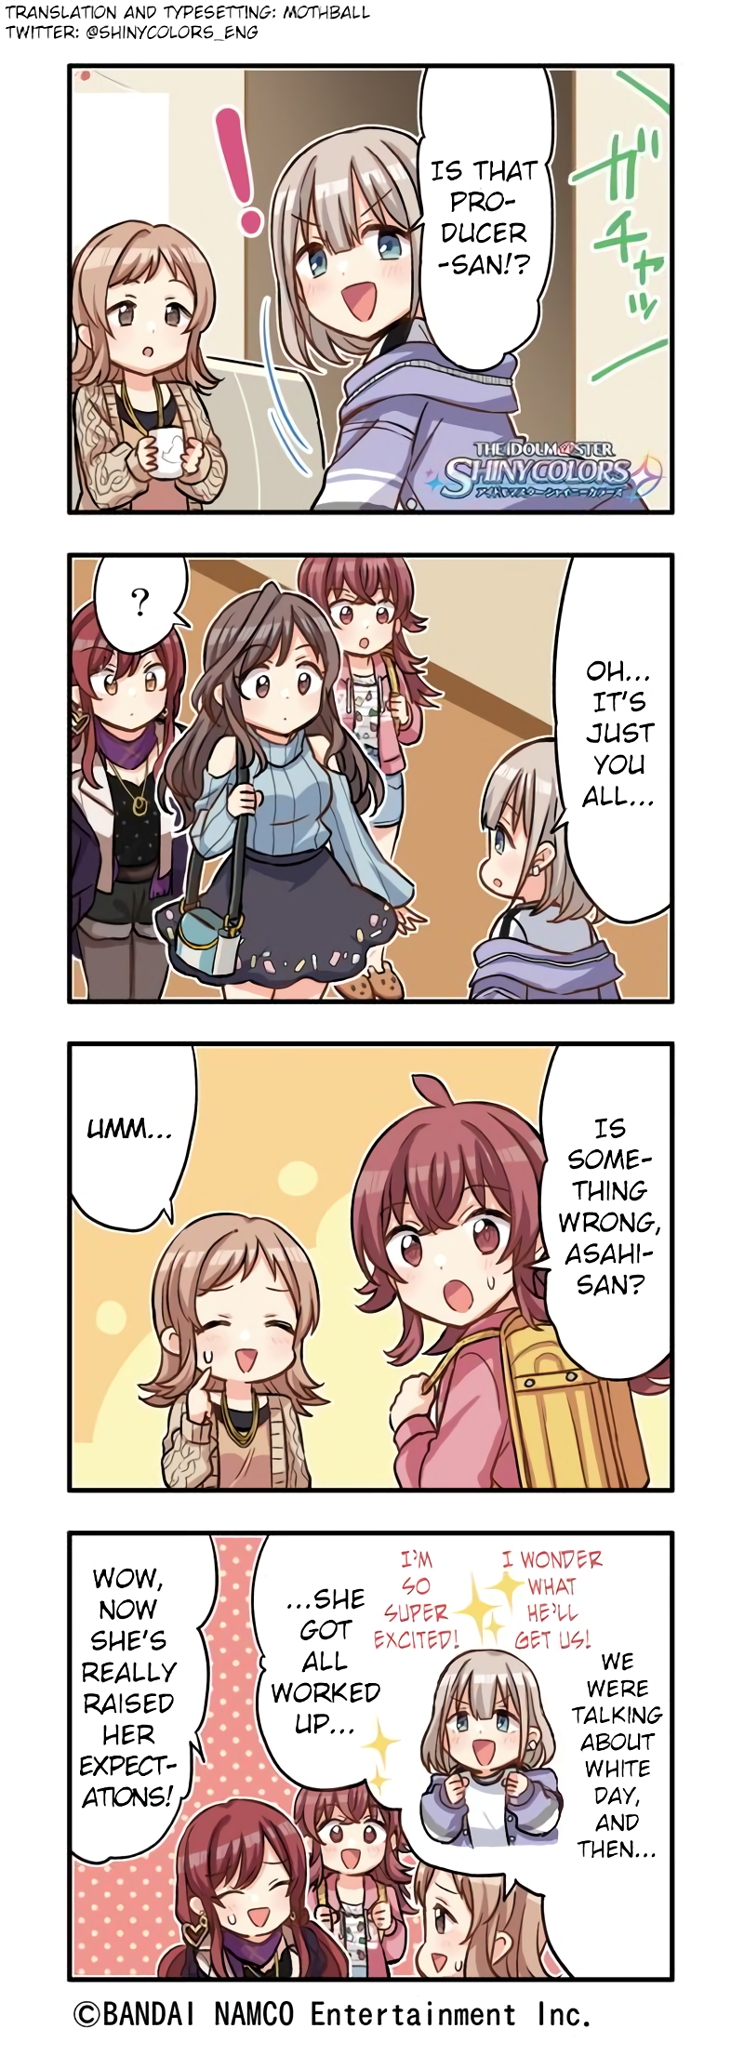 TRANSLATION AND TYPESETTING: MOTHBALL
TWITTER: @SHINYCOLORS_ENG
ガチャッ
IS THAT
PRO-
DUCER
-SAN!?
!
THE IDOLM@STER
SHINYCOLORS
アイドルマスターシャイニーカラーズ
OH...
IT'S
JUST
YOU
ALL...
?
IS
SOME-
THING
WRONG,
ASAHI-
SAN?
UMM...
WE
WERE
TALKING
ABOUT
WHITE
DAY,
AND
THEN...
I WONDER
WHAT
HE'LL
GET US!
I'M
SO
SUPER
EXCITED!
...SHE
GOT
ALL
WORKED
UP...
WOW,
NOW
SHE'S
REALLY
RAISED
HER
EXPECT-
ATIONS!
©BANDAI NAMCO Entertainment Inc.